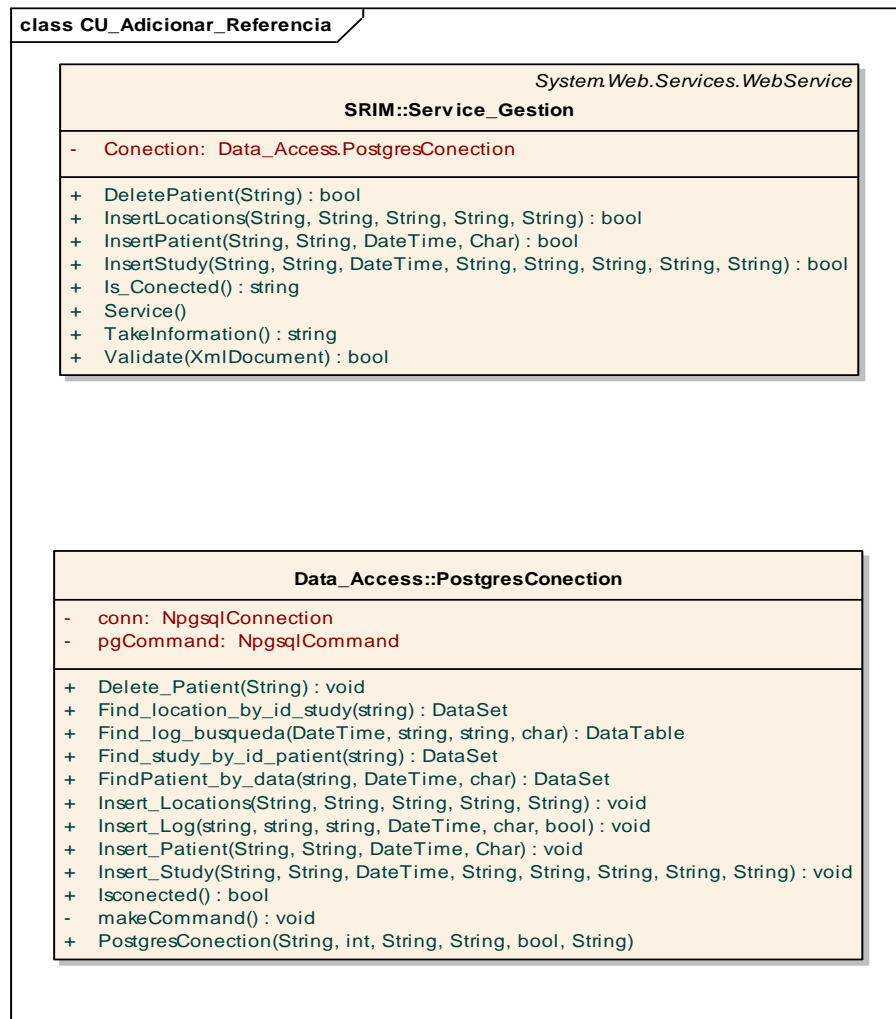 class CU_Adicionar_Referencia
System.Web.Services.WebService
SRIM::Service_Gestion
- Conection: Data_Access.PostgresConection
+ DeletePatient(String) : bool
+ InsertLocations(String, String, String, String, String) : bool
+ InsertPatient(String, String, DateTime, Char) : bool
+ InsertStudy(String, String, DateTime, String, String, String, String, String) : bool
+ Is_Conected() : string
+ Service()
+ TakeInformation() : string
+ Validate(XmlDocument) : bool
Data_Access::PostgresConection
- conn: NpgsqlConnection
- pgCommand: NpgsqlCommand
+ Delete_Patient(String) : void
+ Find_location_by_id_study(string) : DataSet
+ Find_log_busqueda(DateTime, string, string, char) : DataTable
+ Find_study_by_id_patient(string) : DataSet
+ FindPatient_by_data(string, DateTime, char) : DataSet
+ Insert_Locations(String, String, String, String, String) : void
+ Insert_Log(string, string, string, DateTime, char, bool) : void
+ Insert_Patient(String, String, DateTime, Char) : void
+ Insert_Study(String, String, DateTime, String, String, String, String, String) : void
+ Isconected() : bool
- makeCommand() : void
+ PostgresConection(String, int, String, String, bool, String)